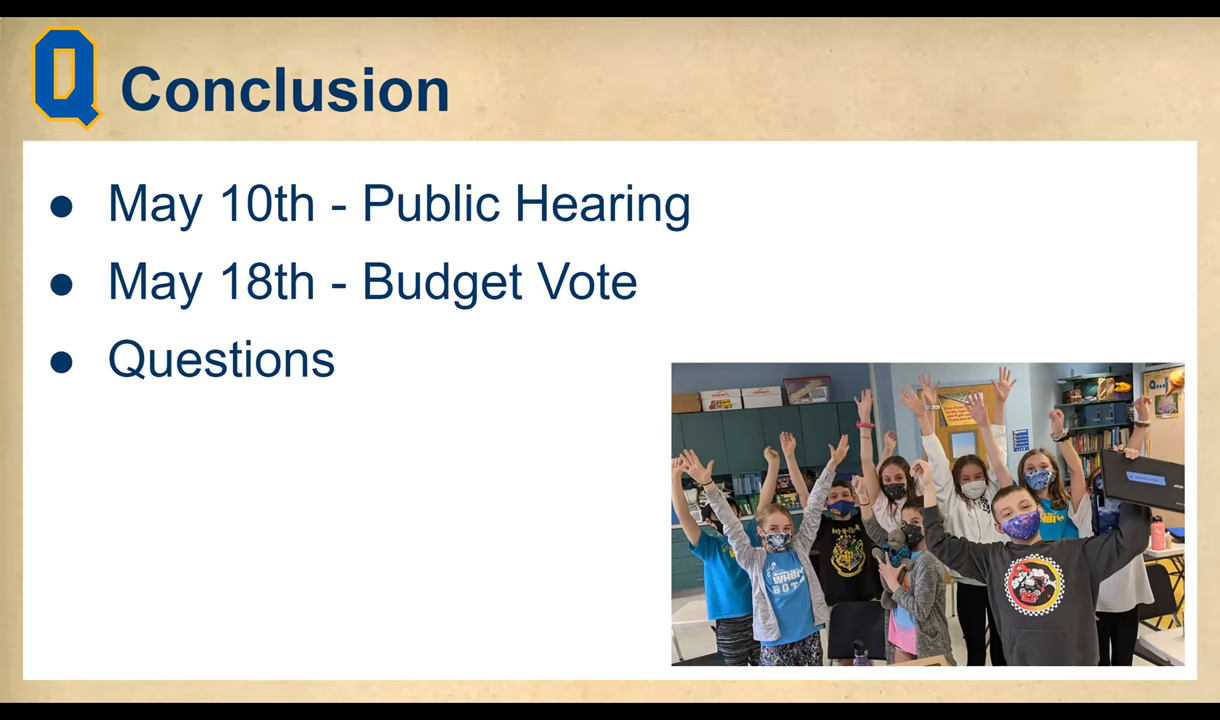 Q Conclusion
● May 10th - Public Hearing
● May 18th - Budget Vote
● Questions